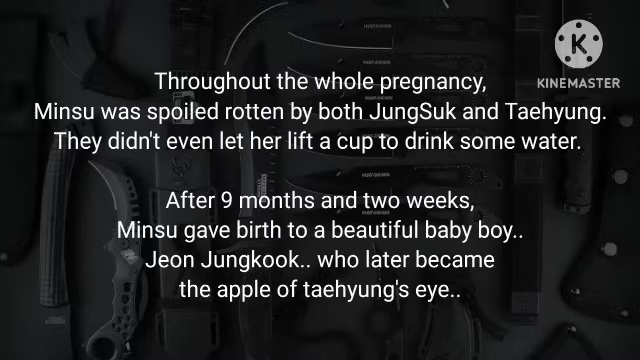 KINEMASTER
Throughout the whole pregnancy,
Minsu was spoiled rotten by both JungSuk and Taehyung.
They didn't even let her lift a cup to drink some water.
After 9 months and two weeks,
Minsu gave birth to a beautiful baby boy..
Jeon Jungkook.. who later became
the apple of taehyung's eye..